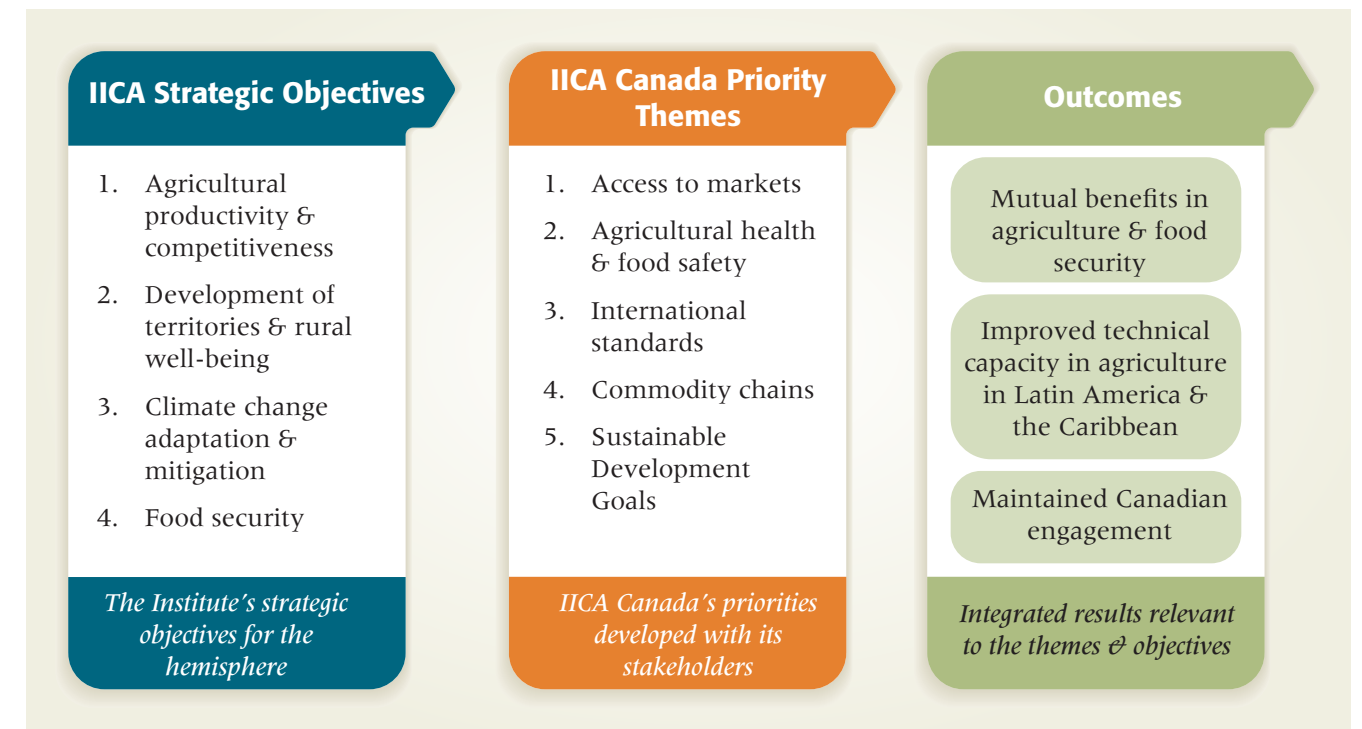 IICA Strategic Objectives
1. Agricultural
productivity &
competitiveness
2. Development of
territories & rural
well-being
3. Climate change
adaptation &
mitigation
4. Food security
The Institute's strategic
objectives for the
hemisphere
IICA Canada Priority
Themes
1. Access to markets
2. Agricultural health
& food safety
3. International
standards
4. Commodity chains
5. Sustainable
Development
Goals
IICA Canada's priorities
developed with its
stakeholders
Outcomes
Mutual benefits in
agriculture & food
security
Improved technical
capacity in agriculture
in Latin America &
the Caribbean
Maintained Canadian
engagement
Integrated results relevant
to the themes & objectives